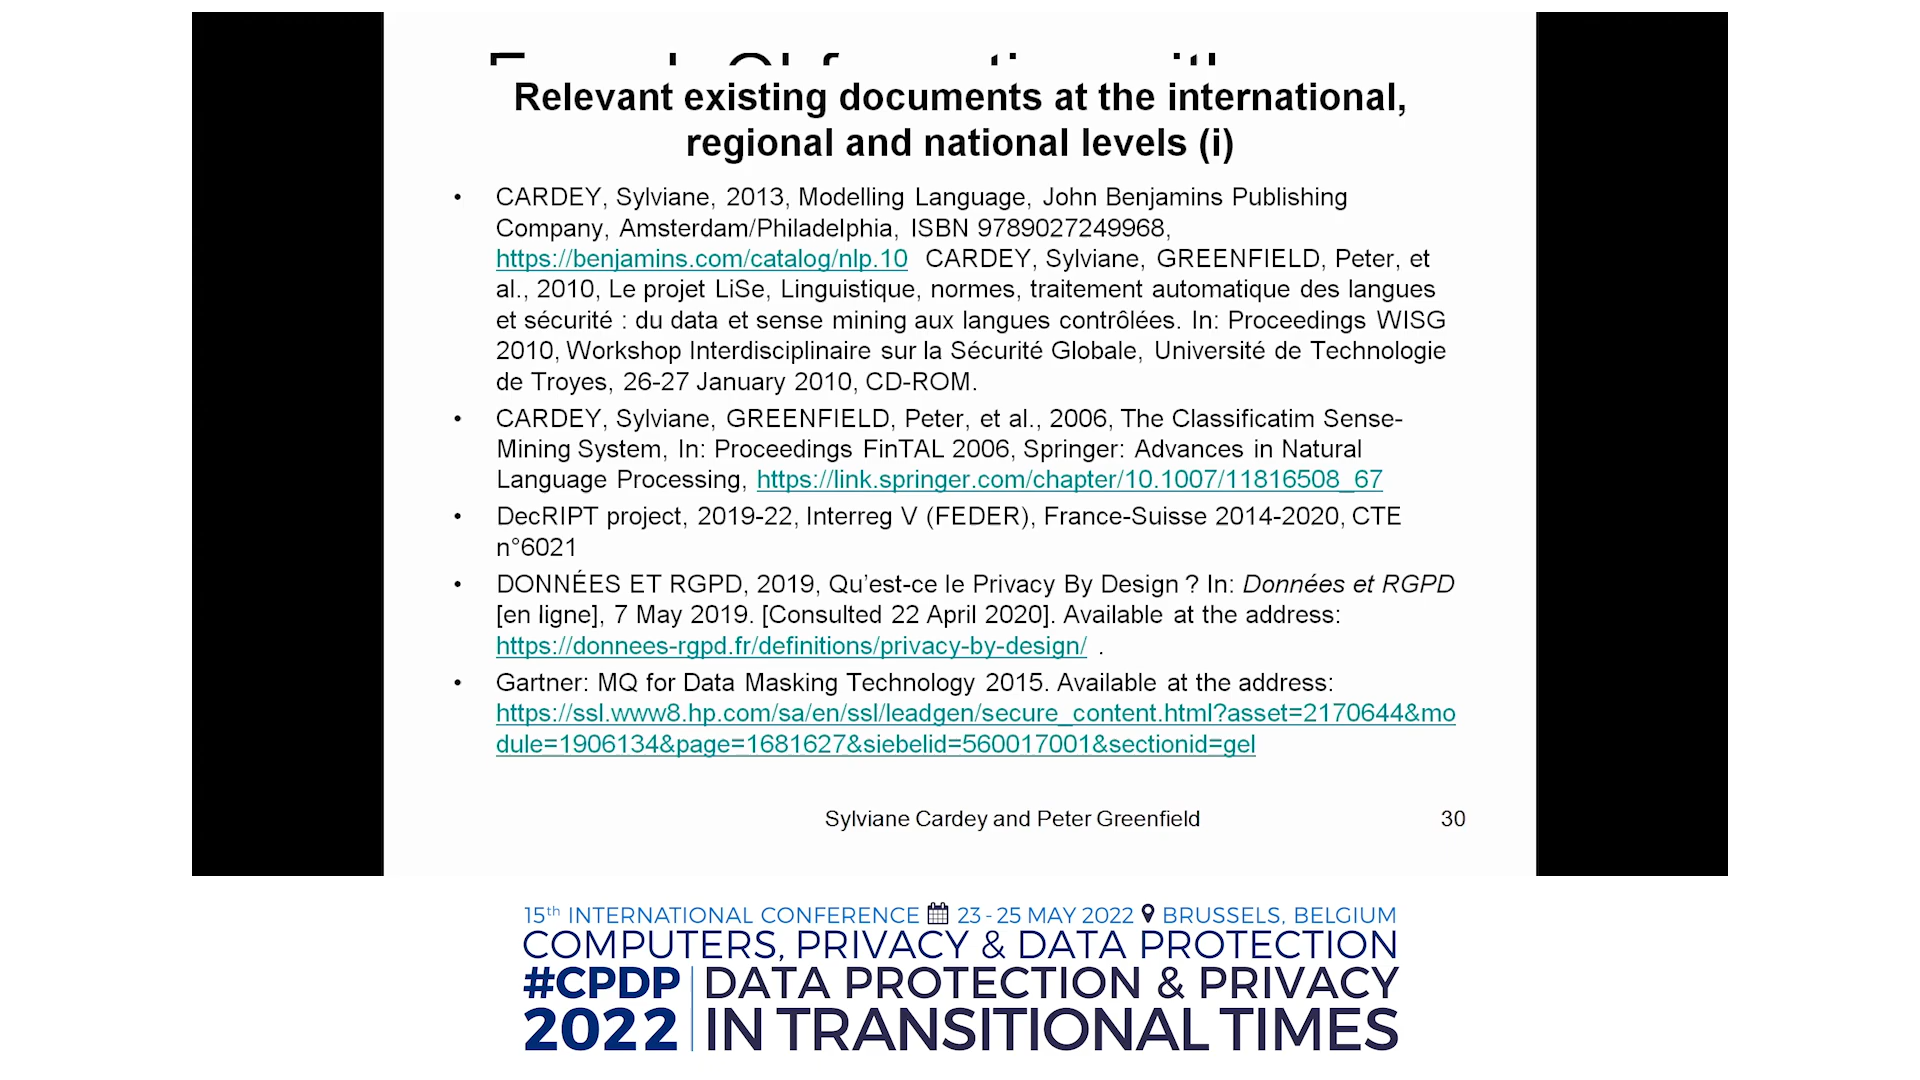 Relevant existing documents at the international,
regional and national levels (i)
• CARDEY, Sylviane, 2013, Modelling Language, John Benjamins Publishing
Company, Amsterdam/Philadelphia, ISBN 9789027249968,
https://benjamins.com/catalog/nlp.10 CARDEY, Sylviane, GREENFIELD, Peter, et
al., 2010, Le projet LiSe, Linguistique, normes, traitement automatique des langues
et sécurité : du data et sense mining aux langues contrôlées. In: Proceedings WISG
2010, Workshop Interdisciplinaire sur la Sécurité Globale, Université de Technologie
de Troyes, 26-27 January 2010, CD-ROM.
• CARDEY, Sylviane, GREENFIELD, Peter, et al., 2006, The Classificatim Sense-
Mining System, In: Proceedings FinTAL 2006, Springer: Advances in Natural
Language Processing, https://link.springer.com/chapter/10.1007/11816508_67
• DecRIPT project, 2019-22, Interreg V (FEDER), France-Suisse 2014-2020, CTE
n°6021
• DONNÉES ET RGPD, 2019, Qu’est-ce le Privacy By Design ? In: Données et RGPD
[en ligne], 7 May 2019. [Consulted 22 April 2020]. Available at the address:
https://donnees-rgpd.fr/definitions/privacy-by-design/ .
• Gartner: MQ for Data Masking Technology 2015. Available at the address:
https://ssl.www8.hp.com/sa/en/ssl/leadgen/secure_content.html?asset=2170644&mo
dule=1906134&page=1681627&siebelid=560017001&sectionid=gel
Sylviane Cardey and Peter Greenfield 30
15th INTERNATIONAL CONFERENCE 23-25 MAY 2022 BRUSSELS, BELGIUM
COMPUTERS, PRIVACY & DATA PROTECTION
#CPDP DATA PROTECTION & PRIVACY
2022 IN TRANSITIONAL TIMES